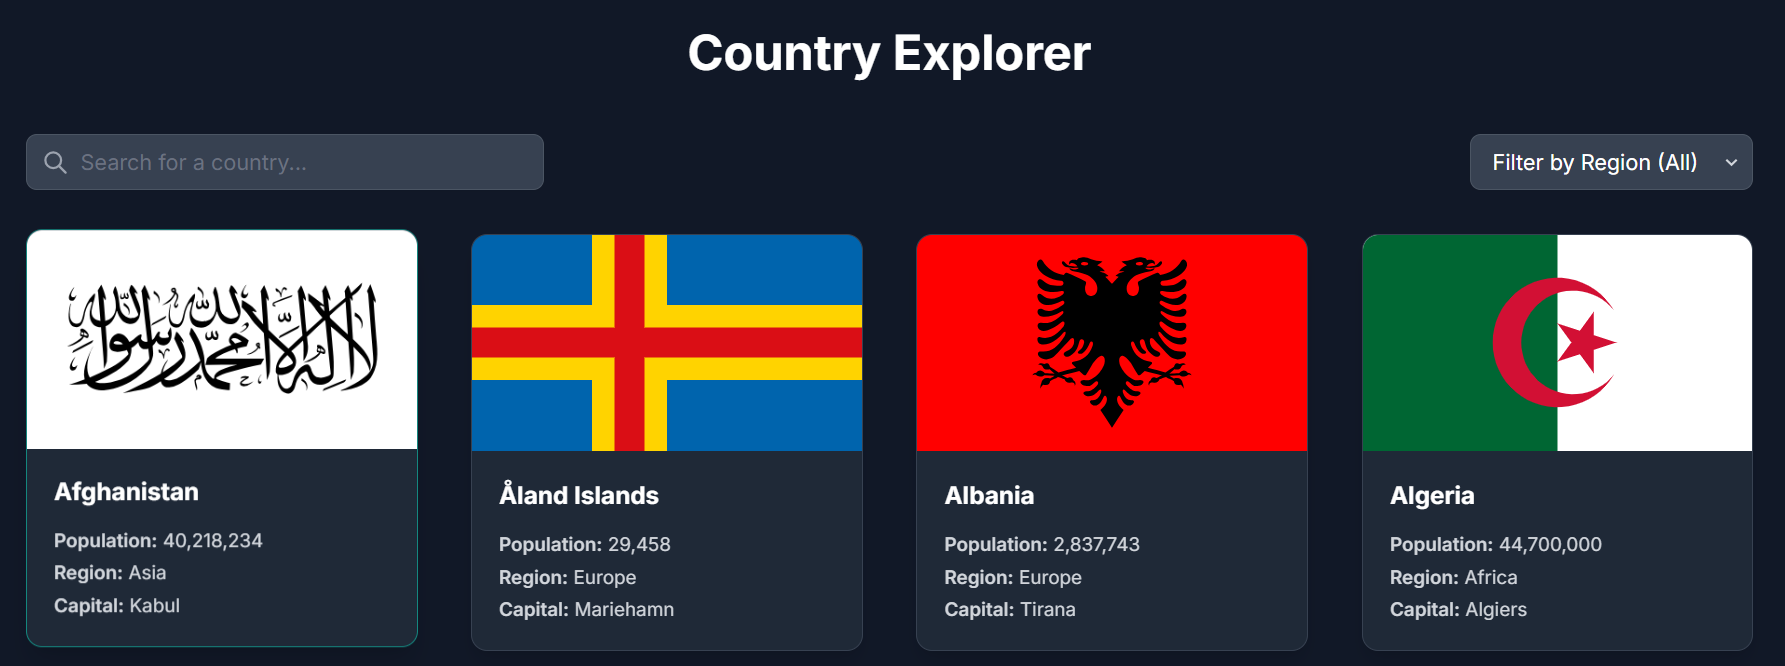 Country Explorer
Search for a country...
Filter by Region (All)
لا إله إلا الله محمد رسول الله
Afghanistan
Population: 40,218,234
Region: Asia
Capital: Kabul
Åland Islands
Population: 29,458
Region: Europe
Capital: Mariehamn
Albania
Population: 2,837,743
Region: Europe
Capital: Tirana
Algeria
Population: 44,700,000
Region: Africa
Capital: Algiers